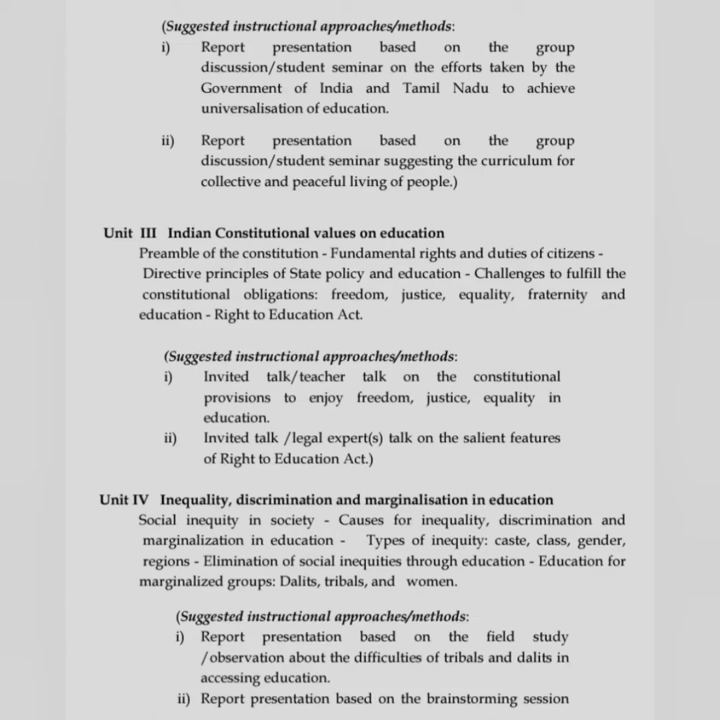 (Suggested instructional approaches/methods:
i) Report presentation based on the group
discussion/student seminar on the efforts taken by the
Government of India and Tamil Nadu to achieve
universalisation of education.
ii) Report presentation based on the group
discussion/student seminar suggesting the curriculum for
collective and peaceful living of people.)
Unit III Indian Constitutional values on education
Preamble of the constitution - Fundamental rights and duties of citizens -
Directive principles of State policy and education - Challenges to fulfill the
constitutional obligations: freedom, justice, equality, fraternity and
education - Right to Education Act.
(Suggested instructional approaches/methods:
i) Invited talk/teacher talk on the constitutional
provisions to enjoy freedom, justice, equality in
education.
ii) Invited talk /legal expert(s) talk on the salient features
of Right to Education Act.)
Unit IV Inequality, discrimination and marginalisation in education
Social inequity in society - Causes for inequality, discrimination and
marginalization in education - Types of inequity: caste, class, gender,
regions - Elimination of social inequities through education - Education for
marginalized groups: Dalits, tribals, and women.
(Suggested instructional approaches/methods:
i) Report presentation based on the field study
/observation about the difficulties of tribals and dalits in
accessing education.
ii) Report presentation based on the brainstorming session